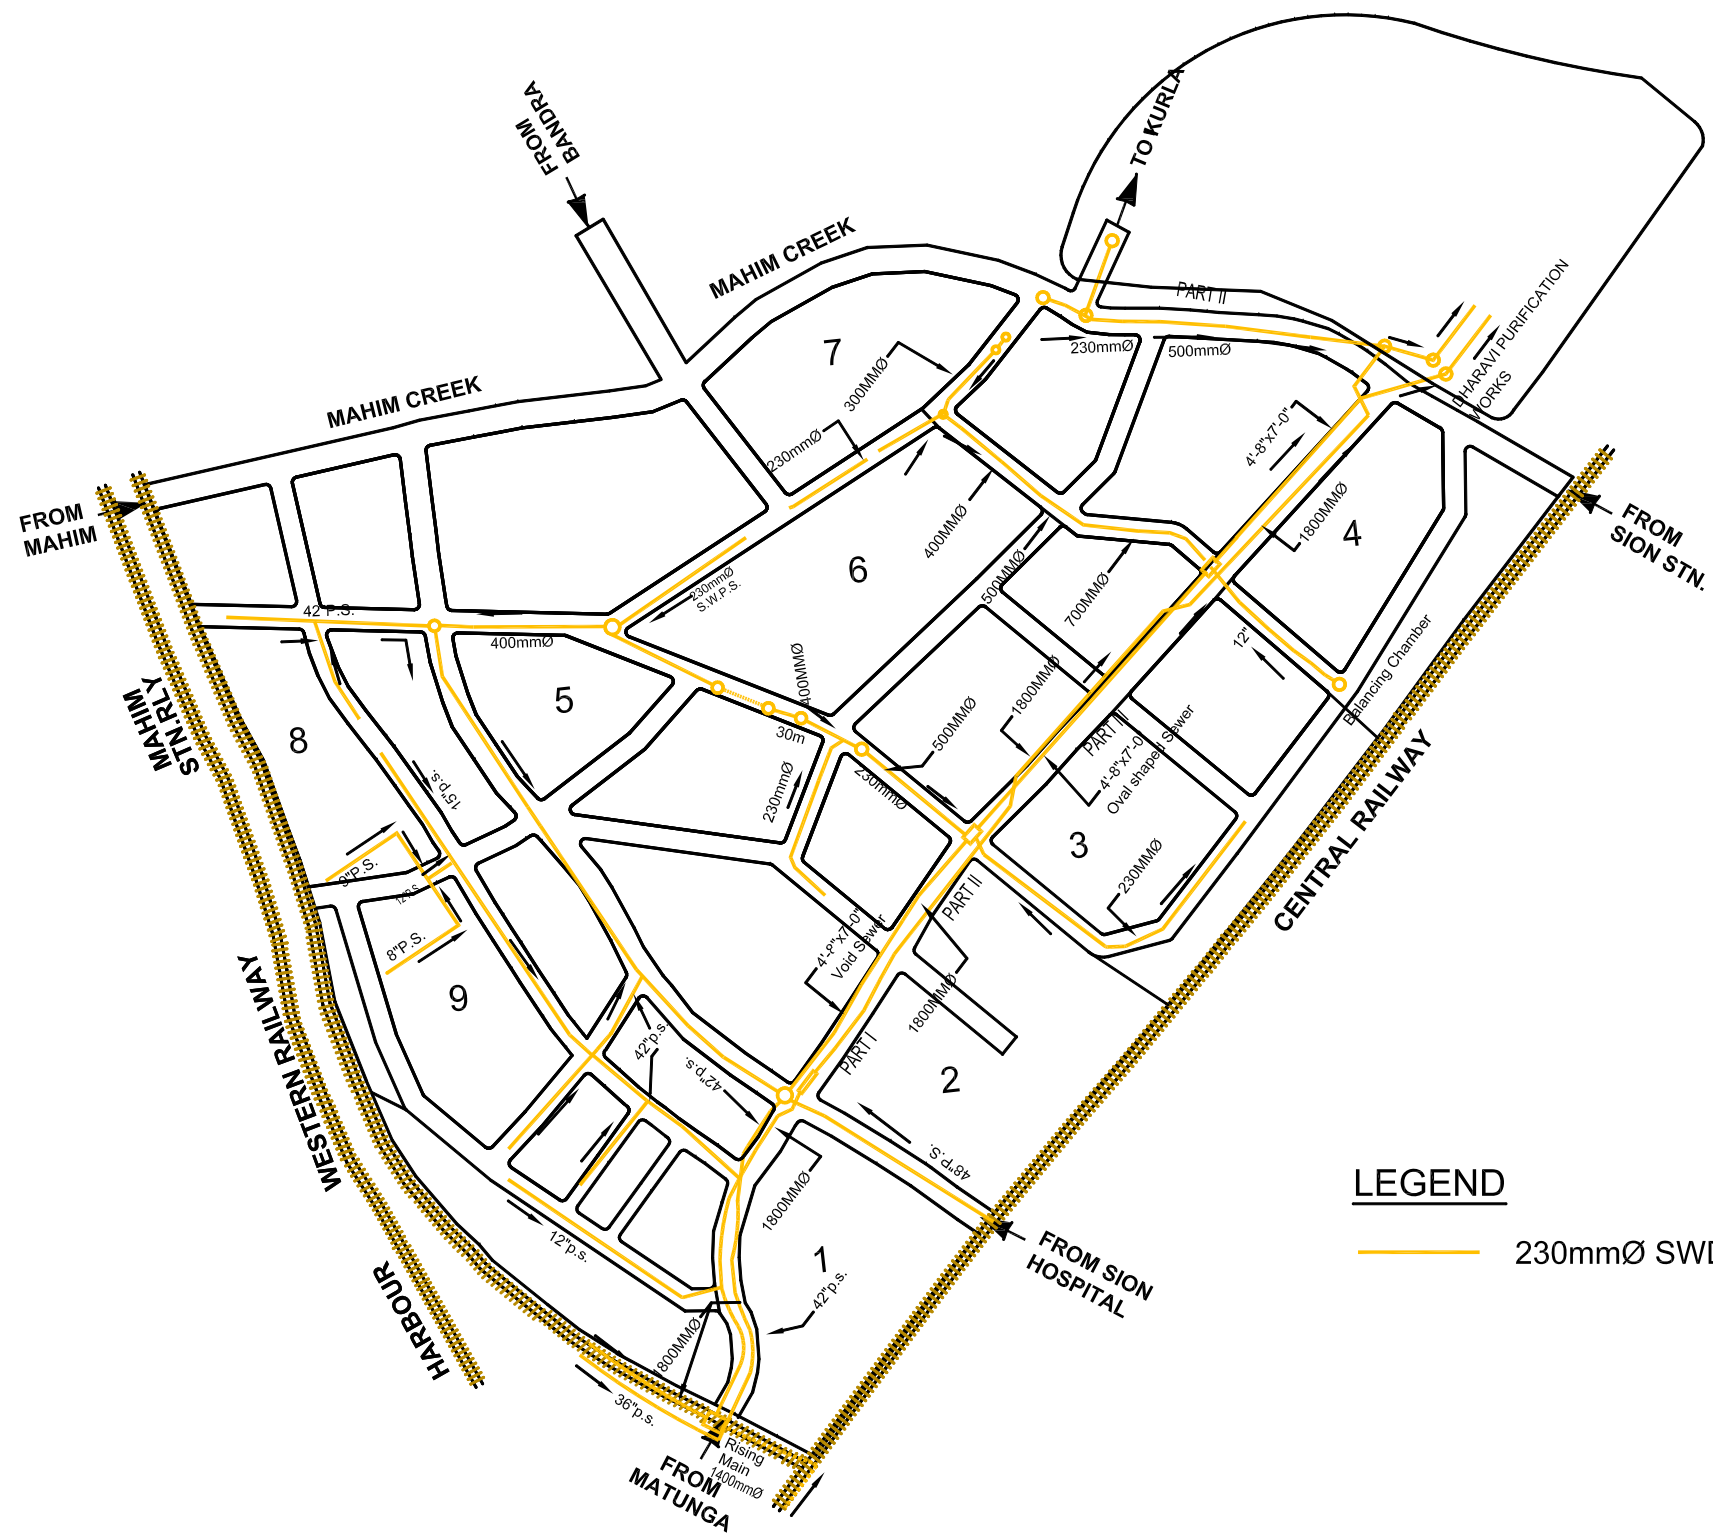 FROM
BANDRA
TO KURLA
MAHIM CREEK
PART II
DHARAVI PURIFICATION
WORKS
7
300MMØ
230mmØ
500mmØ
MAHIM CREEK
230mmØ
4'-8"x7'-0"
FROM
MAHIM
FROM
SION STN.
400MMØ
1800MMØ
4
6
500MMØ
700MMØ
230mmØ
S.W.P.S.
42 P.S.
400mmØ
12"
Balancing Chamber
MAHIM
STN.RLY
5
400MMØ
1800MMØ
8
30m
500MMØ
PART II
4'-8"x7'-0
Oval shaped Sewer
15"p.s.
230mmØ
230mmØ
CENTRAL RAILWAY
3
9"P.S.
230MMØ
PART II
8"P.S.
4'-8"x7'-0"
Void Sewer
9
1800MMØ
WESTERN RAILWAY
42"p.s.
42"p.s.
PART I
2
48"P.S.
LEGEND
230mmØ SW
1800MMØ
12"p.s.
1
42"p.s.
FROM SION
HOSPITAL
HARBOUR
1800MMØ
36"p.s.
Rising
Main
1400mmØ
FROM
MATUNGA